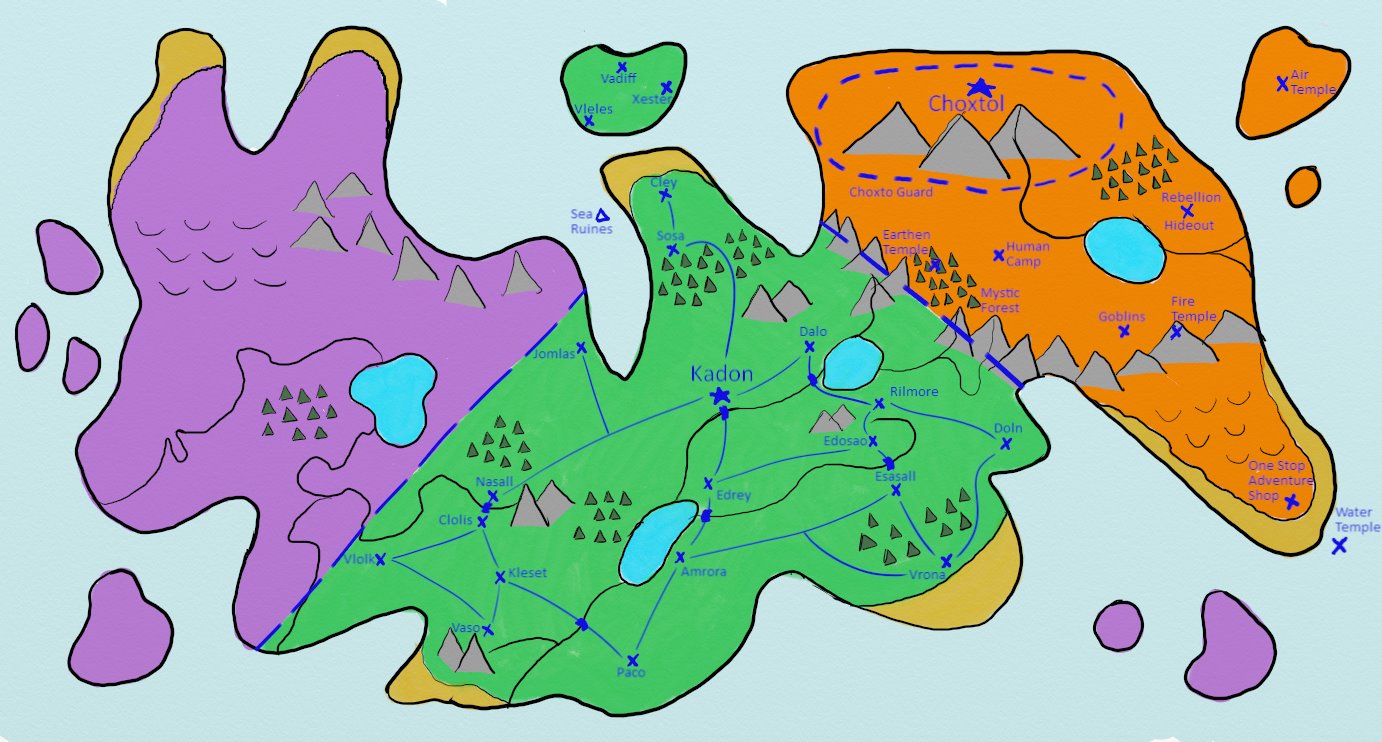 Vadiff
Xester
Vleles
Air
Temple
Choxtol
Choxto Guard
Cley
Sea
Ruines
Sosa
Rebellion
Hideout
Earthen
Temple
Human
Camp
Mystic
Forest
Goblins
Fire
Temple
Jomlas
Dalo
Kadon
Rilmore
Edosao
Doln
Nasall
Clolis
Edrey
Esasall
One Stop
Adventure
Shop
Water
Temple
Vlolk
Kleset
Amrora
Vrona
Vaso
Paco